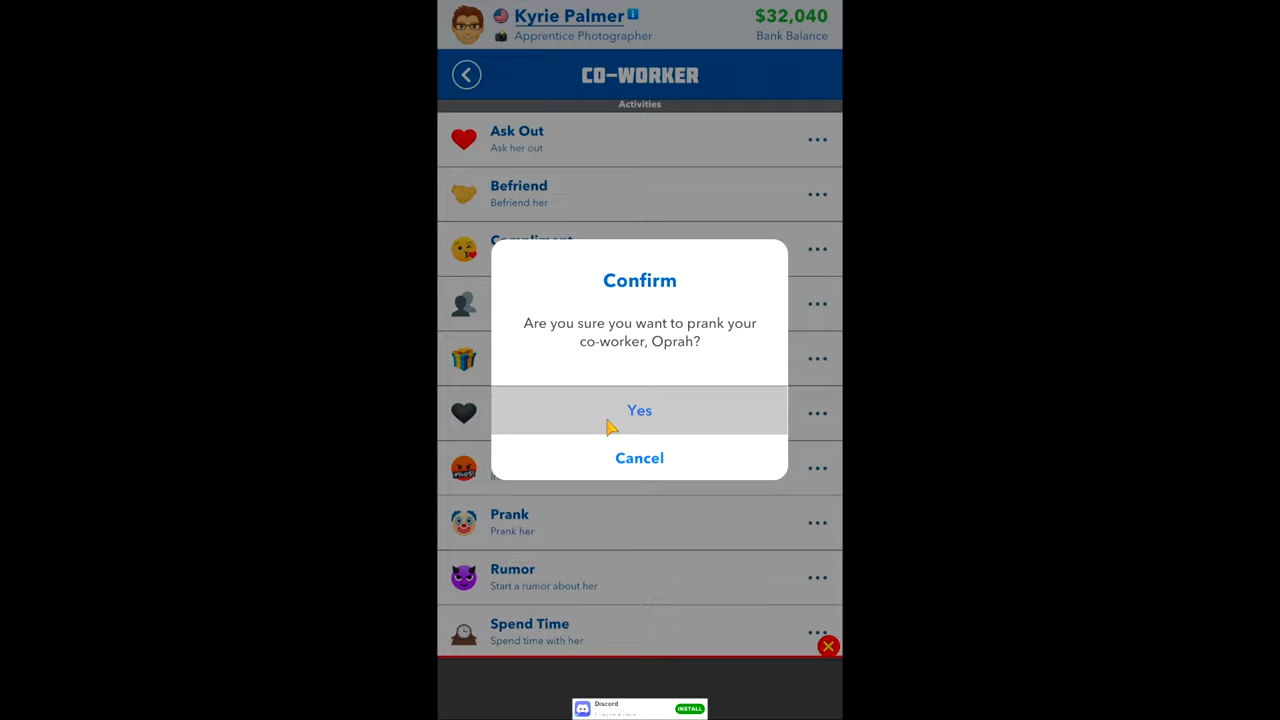 Kyrie Palmer
$32,040
Apprentice Photographer
Bank Balance
CO-WORKER
Activities
Ask Out
Ask her out
Befriend
Befriend her
Confirm
Are you sure you want to prank your
co-worker, Oprah?
Yes
Cancel
Prank
Prank her
Rumor
Start a rumor about her
Spend Time
Spend time with her
Discord
INSTALL